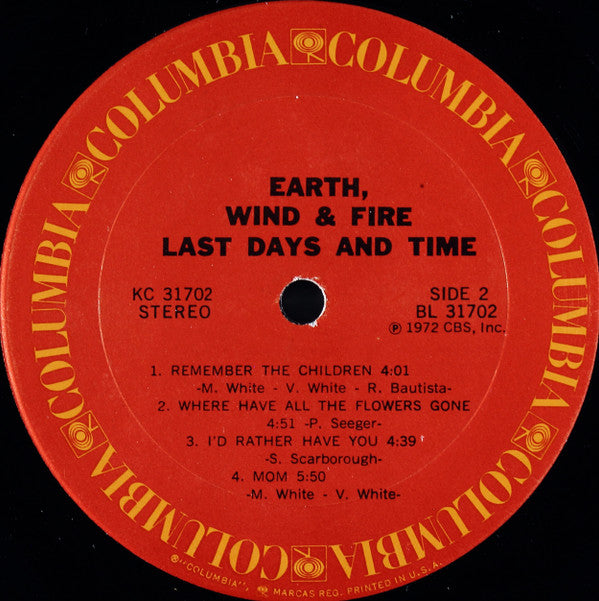 COLUMBIA COLUMBIA COLUMBIA COLUMBIA COLUMBIA COLUMBIA COLUMBIA COLUMBIA
EARTH,
WIND & FIRE
LAST DAYS AND TIME
KC 31702 SIDE 2
STEREO BL 31702
℗ 1972 CBS, Inc.
1. REMEMBER THE CHILDREN 4:01
-M. White - V. White - R. Bautista-
2. WHERE HAVE ALL THE FLOWERS GONE
4:51 -P. Seeger-
3. I'D RATHER HAVE YOU 4:39
-S. Scarborough-
4. MOM 5:50
-M. White - V. White-
®"COLUMBIA", ® MARCAS REG. PRINTED IN U.S.A.